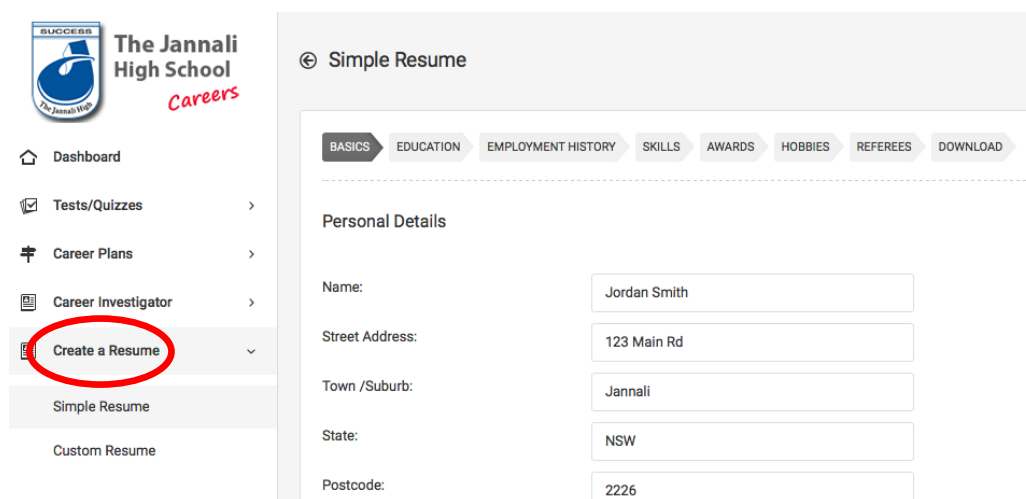 SUCCESS
The Jannali High
The Jannali
High School
Careers
Dashboard
Tests/Quizzes
Career Plans
Career Investigator
Create a Resume
Simple Resume
Custom Resume
Simple Resume
BASICS EDUCATION EMPLOYMENT HISTORY SKILLS AWARDS HOBBIES REFEREES DOWNLOAD
Personal Details
Name: Jordan Smith
Street Address: 123 Main Rd
Town /Suburb: Jannali
State: NSW
Postcode: 2226